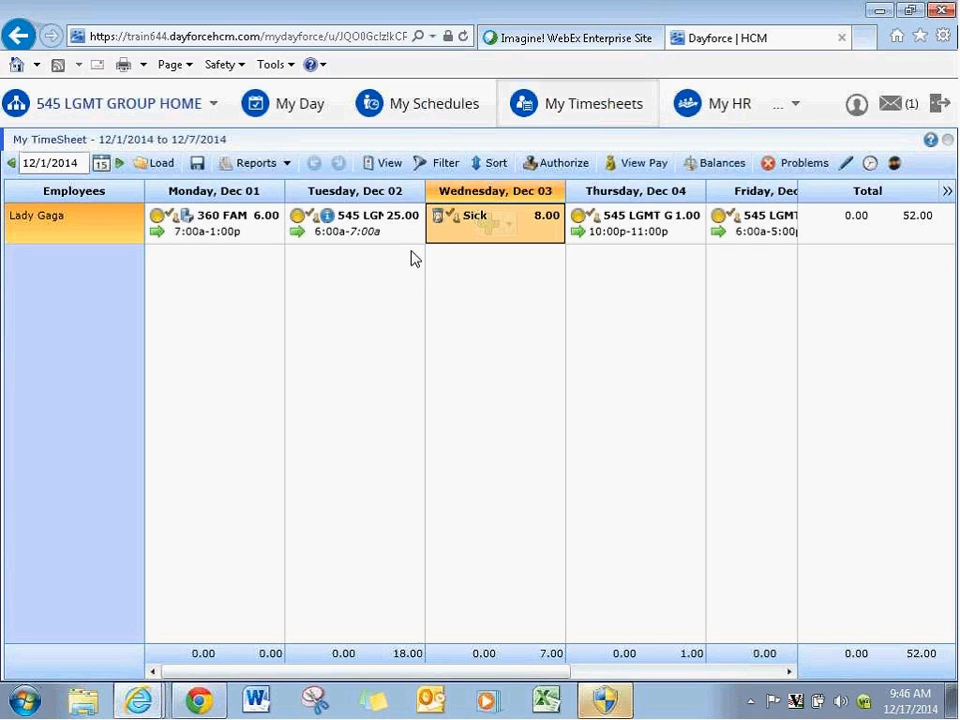 https://train644.dayforcehcm.com/mydayforce/u/JQO0Gclzlkcf
Imagine! WebEx Enterprise Site
Dayforce | HCM
Page
Safety
Tools
545 LGMT GROUP HOME
My Day
My Schedules
My Timesheets
My HR
...
(1)
My TimeSheet - 12/1/2014 to 12/7/2014
12/1/2014
15
Load
Reports
View
Filter
Sort
Authorize
View Pay
Balances
Problems
Employees
Monday, Dec 01
Tuesday, Dec 02
Wednesday, Dec 03
Thursday, Dec 04
Friday, Dec
Total
Lady Gaga
360 FAM 6.00
545 LGM 25.00
Sick 8.00
545 LGMT G 1.00
545 LGMT
0.00 52.00
7:00a-1:00p
6:00a-7:00a
10:00p-11:00p
6:00a-5:00p
0.00 0.00 0.00 18.00 0.00 7.00 0.00 1.00 0.00 0.00 52.00
9:46 AM
12/17/2014